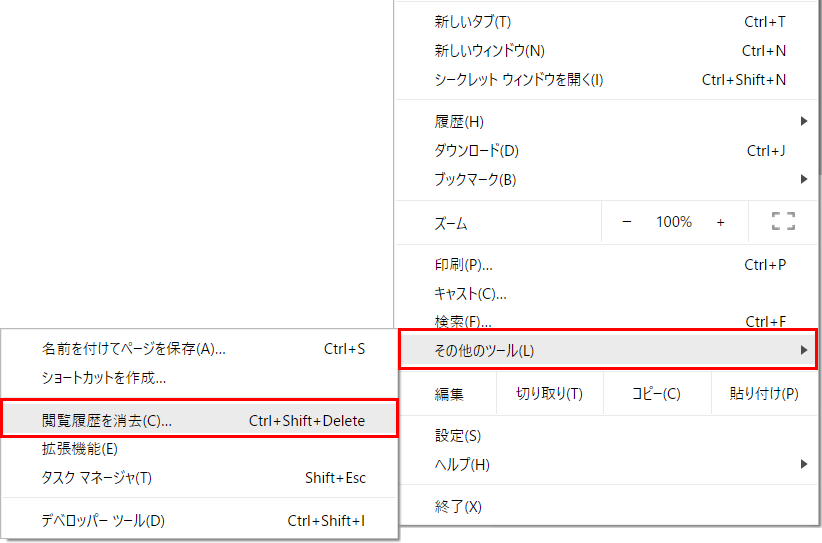 新しいタブ(T) Ctrl+T
新しいウィンドウ(N) Ctrl+N
シークレット ウィンドウを開く(I) Ctrl+Shift+N
履歴(H)
ダウンロード(D) Ctrl+J
ブックマーク(B)
ズーム − 100% +
印刷(P)... Ctrl+P
キャスト(C)...
検索(F)... Ctrl+F
その他のツール(L)
編集 切り取り(T) コピー(C) 貼り付け(P)
設定(S)
ヘルプ(H)
終了(X)
名前を付けてページを保存(A)... Ctrl+S
ショートカットを作成...
閲覧履歴を消去(C)... Ctrl+Shift+Delete
拡張機能(E)
タスク マネージャ(T) Shift+Esc
デベロッパー ツール(D) Ctrl+Shift+I